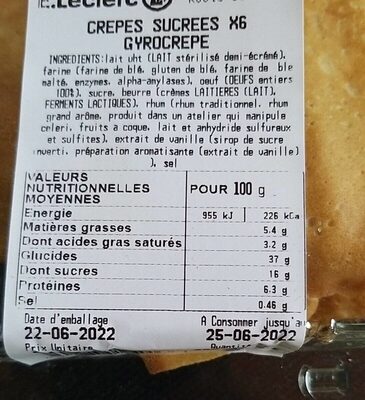 E.Leclerc
CREPES SUCREES X6
GYROCREPE
INGREDIENTS:lait uht (LAIT stérilisé demi-écrémé),
farine (farine de blé, gluten de blé, farine de ble
malté, enzymes, alpha-amylases), oeuf (OEUFS entiers
100%), sucre, beurre (crèmes LAITIERES (LAIT),
FERMENTS LACTIQUES), rhum (rhum traditionnel, rhum
grand arôme, produit dans un atelier qui manipule
celeri, fruits a coque, lait et anhydride sulfureux
et sulfites), extrait de vanille (sirop de sucre
inverti, préparation aromatisante (extrait de vanille)
), sel
VALEURS
NUTRITIONNELLES
MOYENNES
POUR 100 g
Energie 955 kJ 226 kCa
Matières grasses 5.4 g
Dont acides gras saturés 3.2 g
Glucides 37 g
Dont sucres 16 g
Protéines 6.3 g
Sel 0.46 g
Date d'emballage A Consommer jusqu'au
22-06-2022 25-06-2022
Prix Unitaire